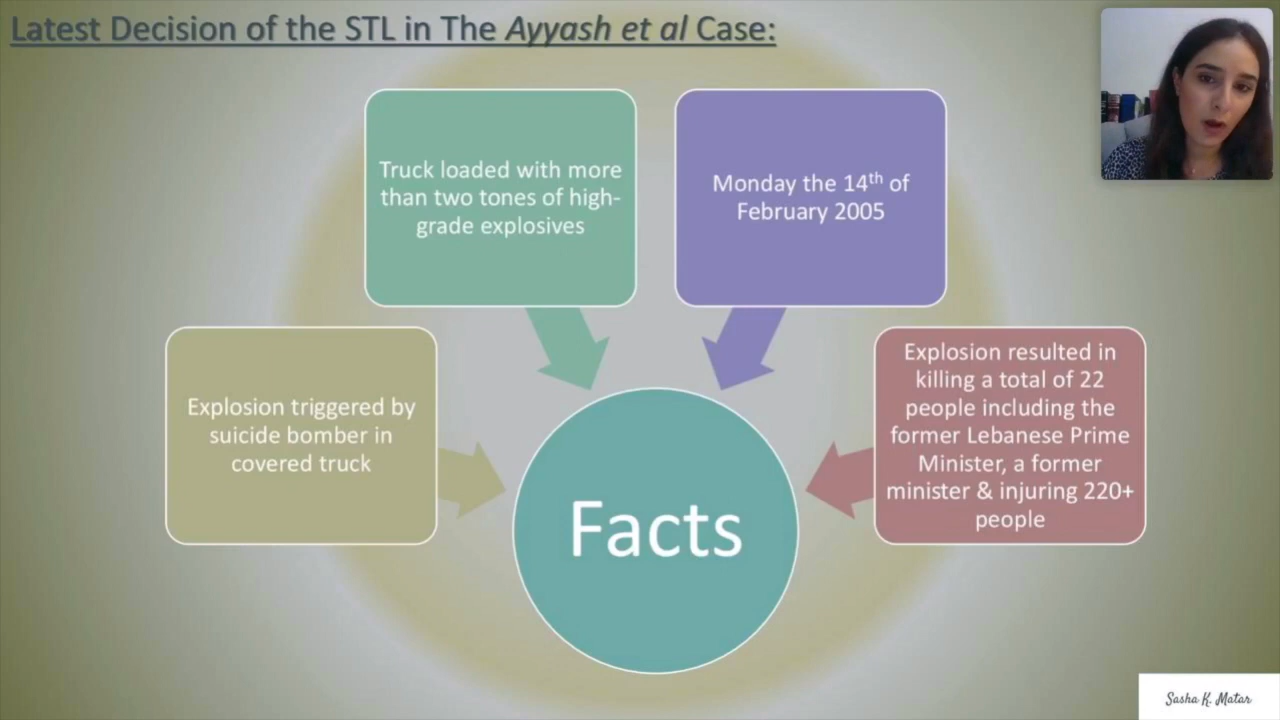 Latest Decision of the STL in The Ayyash et al Case:
Truck loaded with more
than two tones of high-
grade explosives
Monday the 14th of
February 2005
Explosion triggered by
suicide bomber in
covered truck
Explosion resulted in
killing a total of 22
people including the
former Lebanese Prime
Minister, a former
minister & injuring 220+
people
Facts
Sasha K. Matar